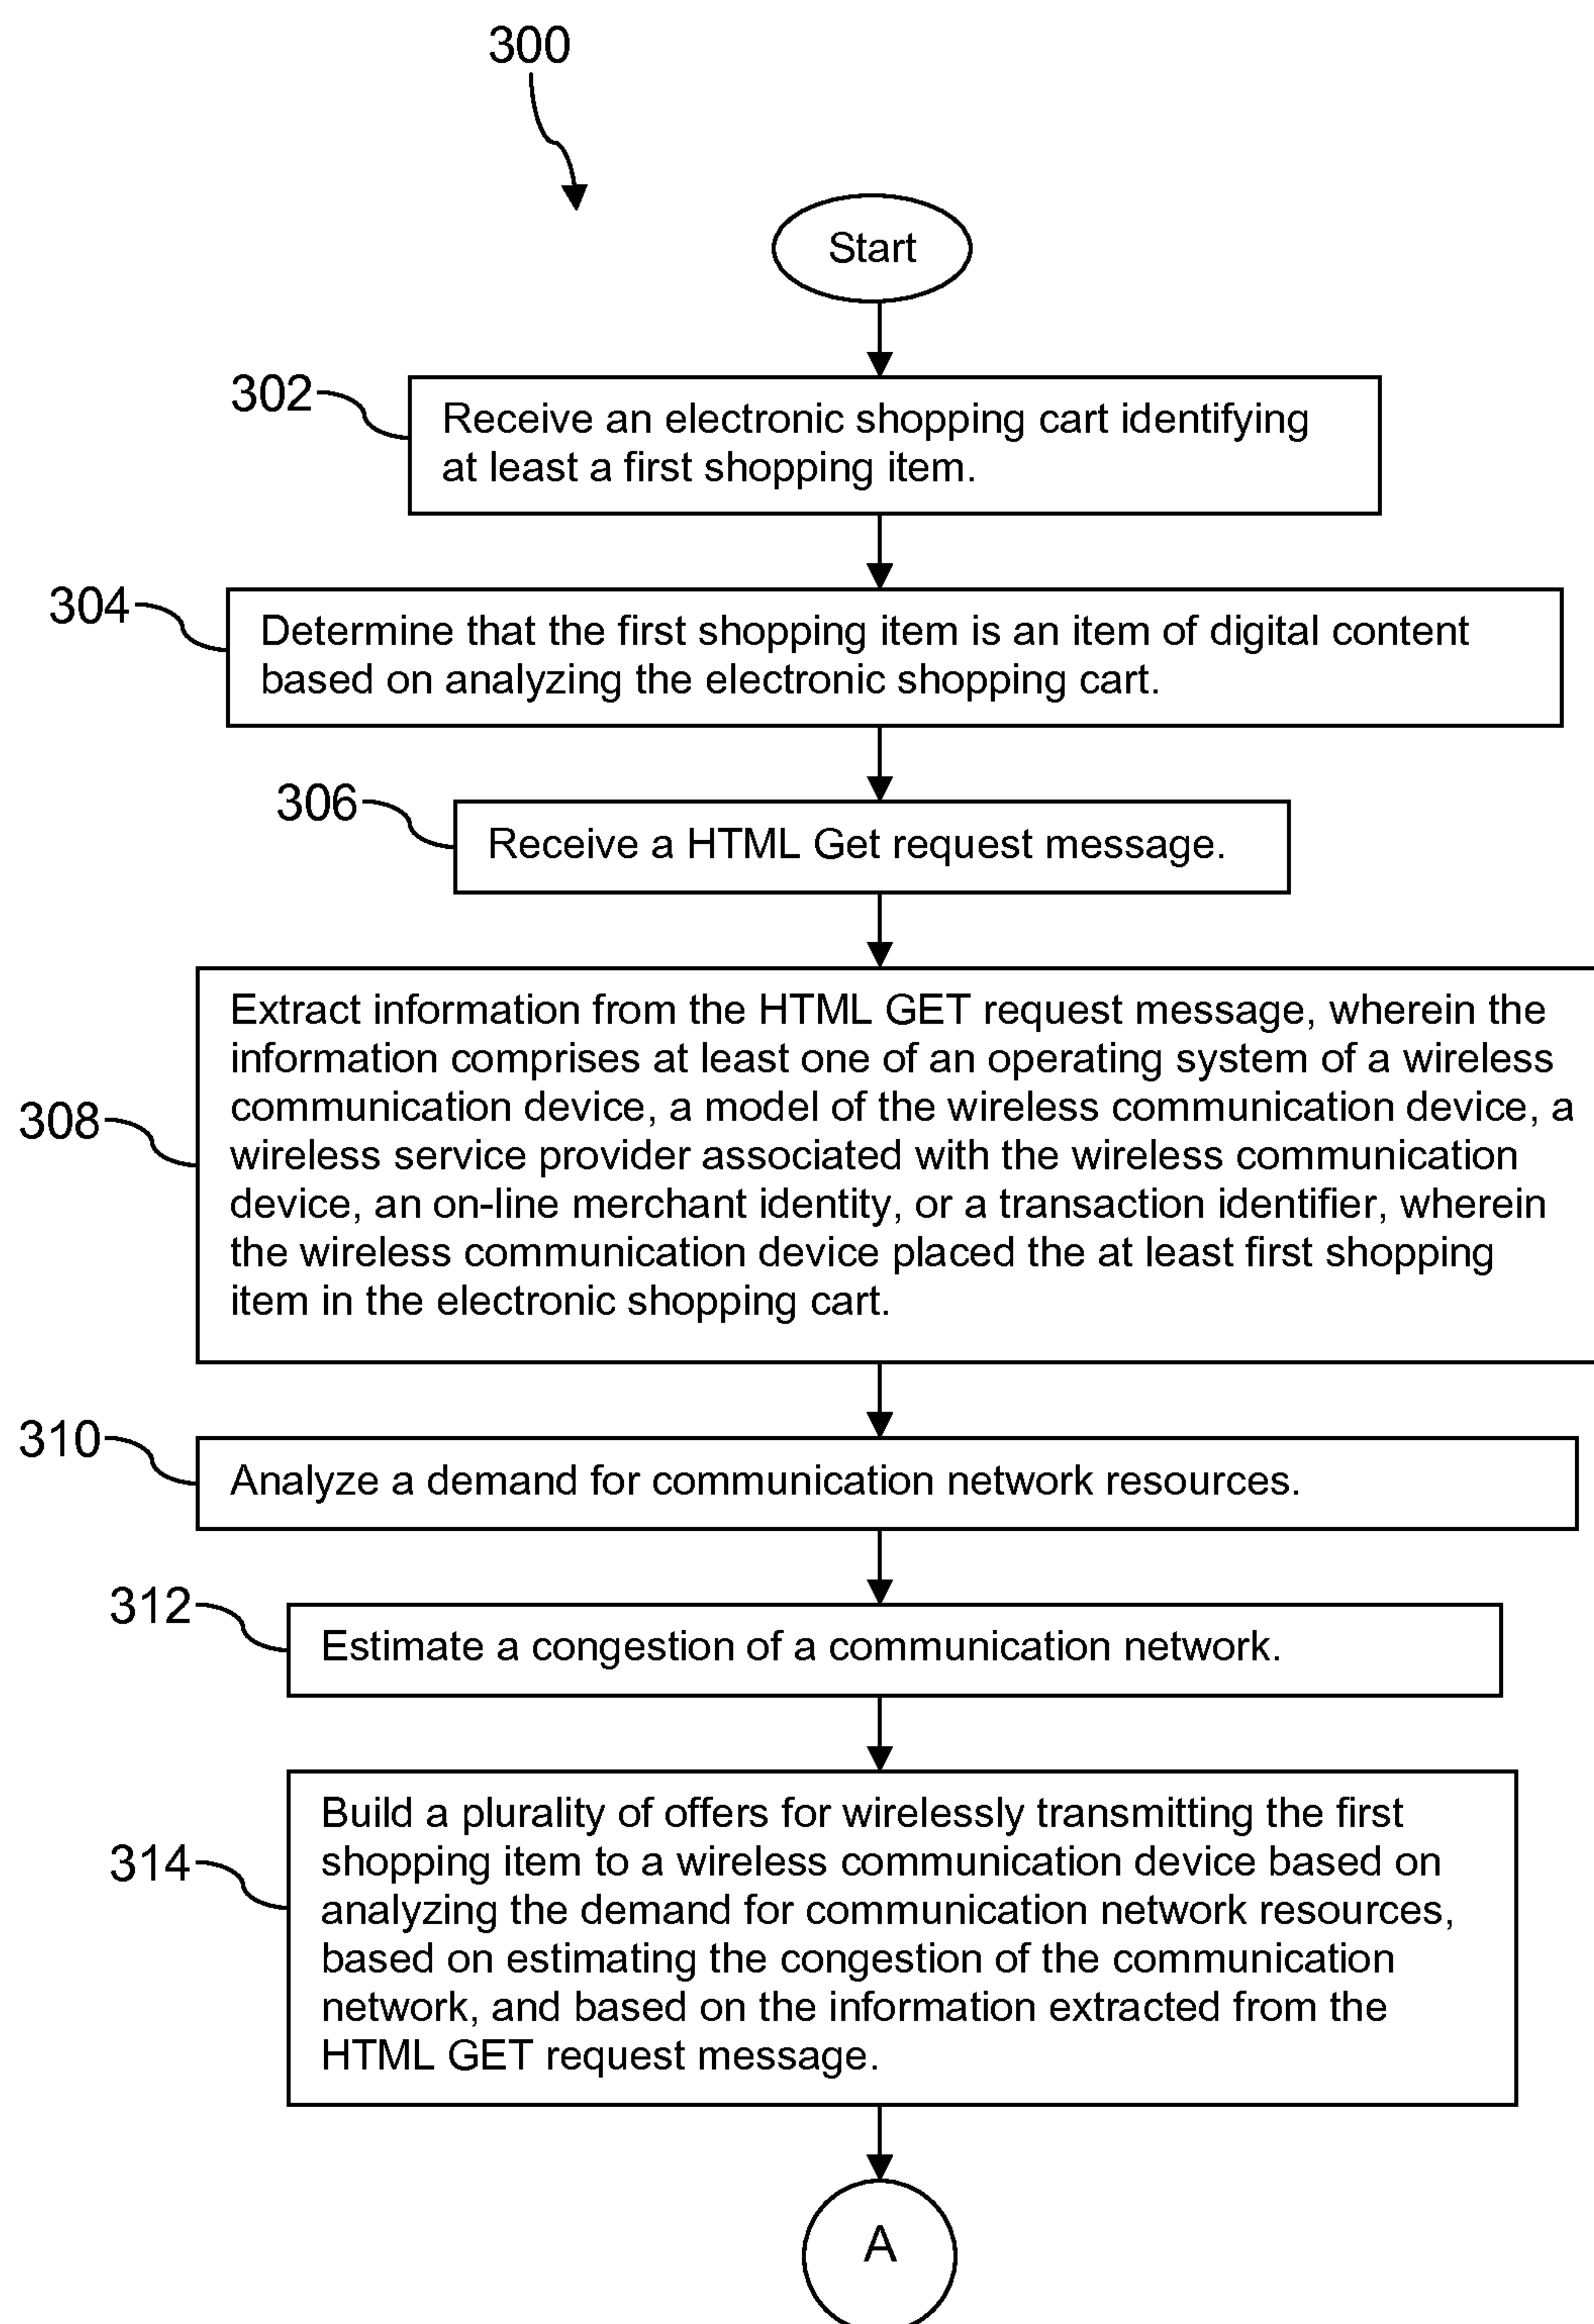 300
Start
302
Receive an electronic shopping cart identifying
at least a first shopping item.
304
Determine that the first shopping item is an item of digital content
based on analyzing the electronic shopping cart.
306
Receive a HTML Get request message.
308
Extract information from the HTML GET request message, wherein the
information comprises at least one of an operating system of a wireless
communication device, a model of the wireless communication device, a
wireless service provider associated with the wireless communication
device, an on-line merchant identity, or a transaction identifier, wherein
the wireless communication device placed the at least first shopping
item in the electronic shopping cart.
310
Analyze a demand for communication network resources.
312
Estimate a congestion of a communication network.
314
Build a plurality of offers for wirelessly transmitting the first
shopping item to a wireless communication device based on
analyzing the demand for communication network resources,
based on estimating the congestion of the communication
network, and based on the information extracted from the
HTML GET request message.
A